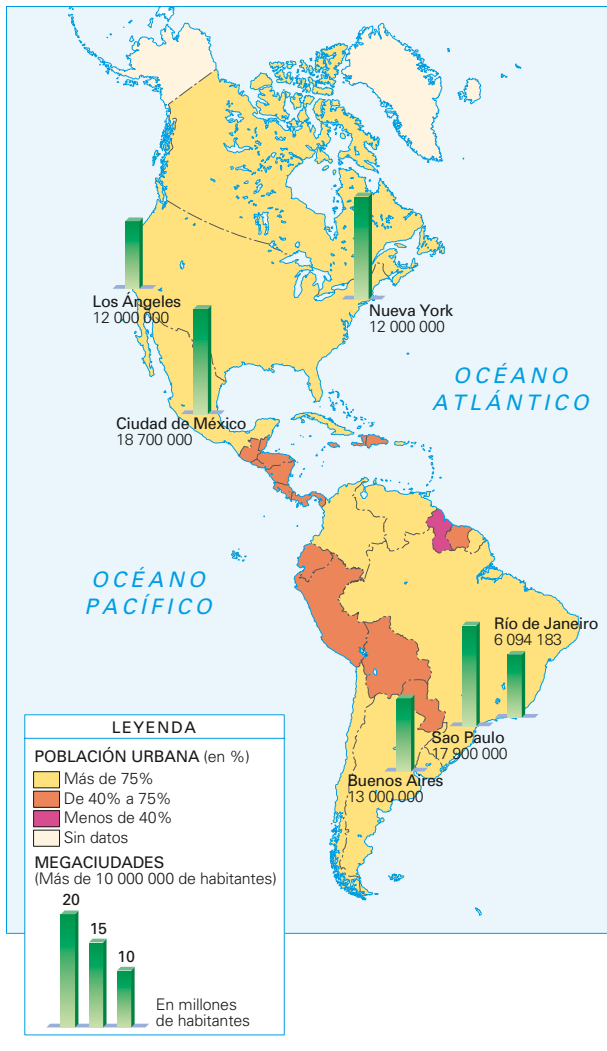 Los Ángeles
12 000 000
Nueva York
12 000 000
OCÉANO
ATLÁNTICO
Ciudad de México
18 700 000
OCÉANO
PACÍFICO
Río de Janeiro
6 094 183
Sao Paulo
17 900 000
Buenos Aires
13 000 000
LEYENDA
POBLACIÓN URBANA (en %)
Más de 75%
De 40% a 75%
Menos de 40%
Sin datos
MEGACIUDADES
(Más de 10 000 000 de habitantes)
20
15
10
En millones
de habitantes